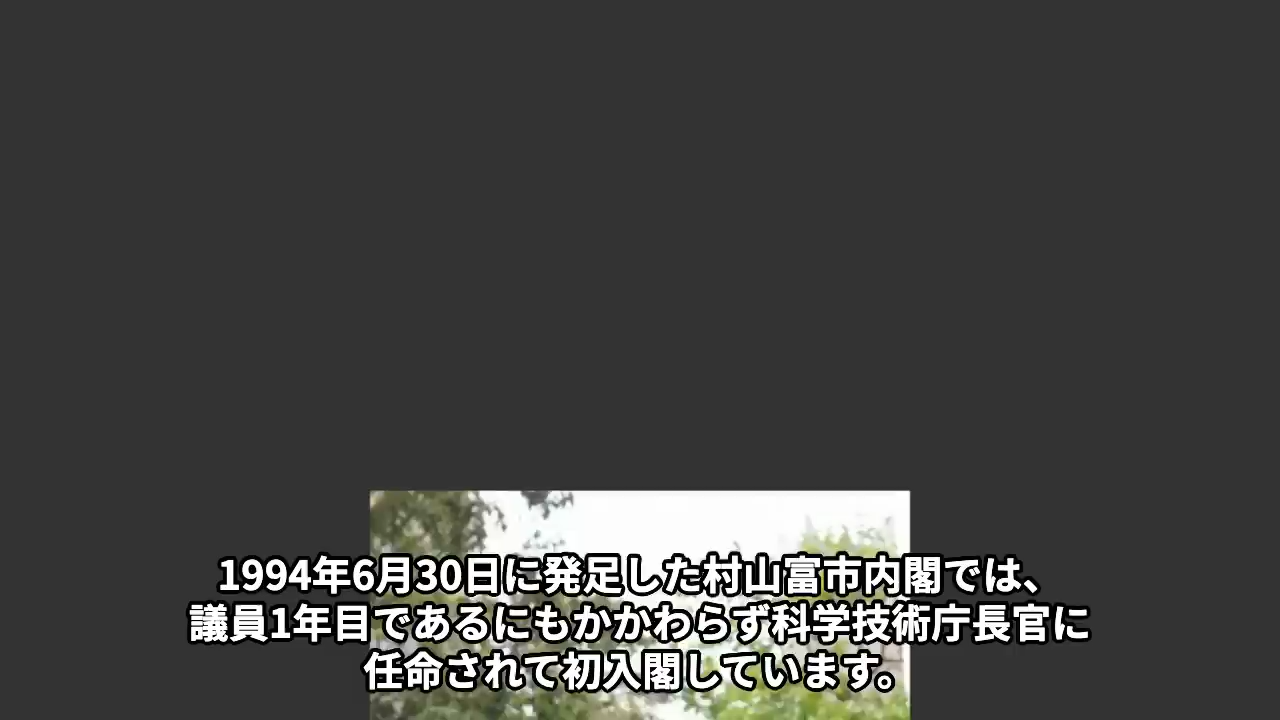 1994年6月30日に発足した村山富市内閣では、
議員1年目であるにもかかわらず科学技術庁長官に
任命されて初入閣しています。